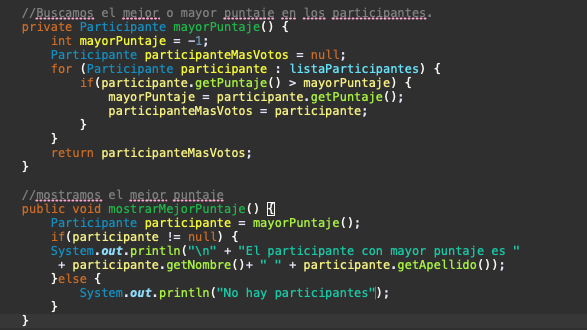 //Buscamos el mejor o mayor puntaje en los participantes.
private Participante mayorPuntaje() {
int mayorPuntaje = -1;
Participante participanteMasVotos = null;
for (Participante participante : listaParticipantes) {
if(participante.getPuntaje() > mayorPuntaje) {
mayorPuntaje = participante.getPuntaje();
participanteMasVotos = participante;
}
}
return participanteMasVotos;
}
//mostramos el mejor puntaje
public void mostrarMejorPuntaje() {
Participante participante = mayorPuntaje();
if(participante != null) {
System.out.println("\n" + "El participante con mayor puntaje es "
+ participante.getNombre()+ " " + participante.getApellido());
}else {
System.out.println("No hay participantes");
}
}